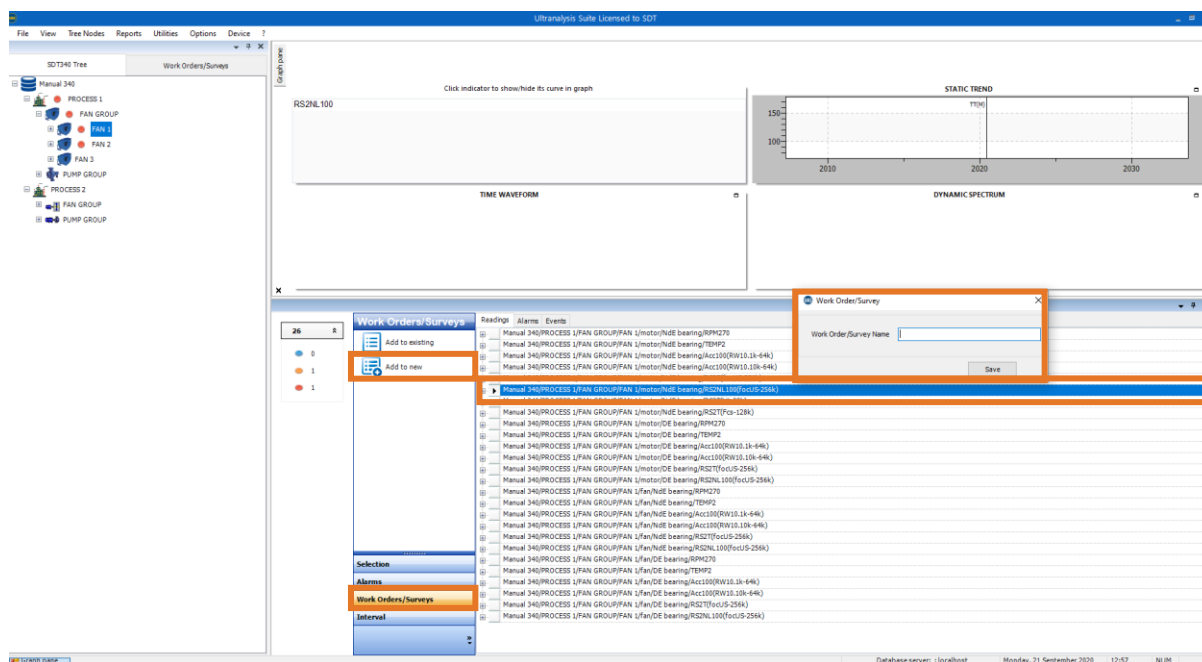 Ultranalysis Suite Licensed to SDT
File View Tree Nodes Reports Utilities Options Device ?
SDT340 Tree
Work Orders/Surveys
Manual 340
PROCESS 1
FAN GROUP
FAN 1
FAN 2
FAN 3
PUMP GROUP
PROCESS 2
FAN GROUP
PUMP GROUP
Graph pane
Click indicator to show/hide its curve in graph
RS2NL100
STATIC TREND
TT(M)
150
100
2010 2020 2030
TIME WAVEFORM
DYNAMIC SPECTRUM
26
0
1
1
Work Orders/Surveys
Add to existing
Add to new
Selection
Alarms
Work Orders/Surveys
Interval
Readings Alarms Events
Manual 340/PROCESS 1/FAN GROUP/FAN 1/motor/NdE bearing/RPM270
Manual 340/PROCESS 1/FAN GROUP/FAN 1/motor/NdE bearing/TEMP2
Manual 340/PROCESS 1/FAN GROUP/FAN 1/motor/NdE bearing/Acc100(RW10.1k-64k)
Manual 340/PROCESS 1/FAN GROUP/FAN 1/motor/NdE bearing/Acc100(RW10.10k-64k)
Manual 340/PROCESS 1/FAN GROUP/FAN 1/motor/NdE bearing/RS2NL100(focUS-256k)
Manual 340/PROCESS 1/FAN GROUP/FAN 1/motor/NdE bearing/RS2T(Fcs-128k)
Manual 340/PROCESS 1/FAN GROUP/FAN 1/motor/DE bearing/RPM270
Manual 340/PROCESS 1/FAN GROUP/FAN 1/motor/DE bearing/TEMP2
Manual 340/PROCESS 1/FAN GROUP/FAN 1/motor/DE bearing/Acc100(RW10.1k-64k)
Manual 340/PROCESS 1/FAN GROUP/FAN 1/motor/DE bearing/Acc100(RW10.10k-64k)
Manual 340/PROCESS 1/FAN GROUP/FAN 1/motor/DE bearing/RS2T(focUS-256k)
Manual 340/PROCESS 1/FAN GROUP/FAN 1/motor/DE bearing/RS2NL100(focUS-256k)
Manual 340/PROCESS 1/FAN GROUP/FAN 1/fan/NdE bearing/RPM270
Manual 340/PROCESS 1/FAN GROUP/FAN 1/fan/NdE bearing/TEMP2
Manual 340/PROCESS 1/FAN GROUP/FAN 1/fan/NdE bearing/Acc100(RW10.1k-64k)
Manual 340/PROCESS 1/FAN GROUP/FAN 1/fan/NdE bearing/Acc100(RW10.10k-64k)
Manual 340/PROCESS 1/FAN GROUP/FAN 1/fan/NdE bearing/RS2T(focUS-256k)
Manual 340/PROCESS 1/FAN GROUP/FAN 1/fan/NdE bearing/RS2NL100(focUS-256k)
Manual 340/PROCESS 1/FAN GROUP/FAN 1/fan/DE bearing/RPM270
Manual 340/PROCESS 1/FAN GROUP/FAN 1/fan/DE bearing/TEMP2
Manual 340/PROCESS 1/FAN GROUP/FAN 1/fan/DE bearing/Acc100(RW10.1k-64k)
Manual 340/PROCESS 1/FAN GROUP/FAN 1/fan/DE bearing/Acc100(RW10.10k-64k)
Manual 340/PROCESS 1/FAN GROUP/FAN 1/fan/DE bearing/RS2T(focUS-256k)
Manual 340/PROCESS 1/FAN GROUP/FAN 1/fan/DE bearing/RS2NL100(focUS-256k)
Work Order/Survey
Work Order/Survey Name
Save
Graph pane
Database server: : localhost Monday, 21 September 2020 12:57 NUM